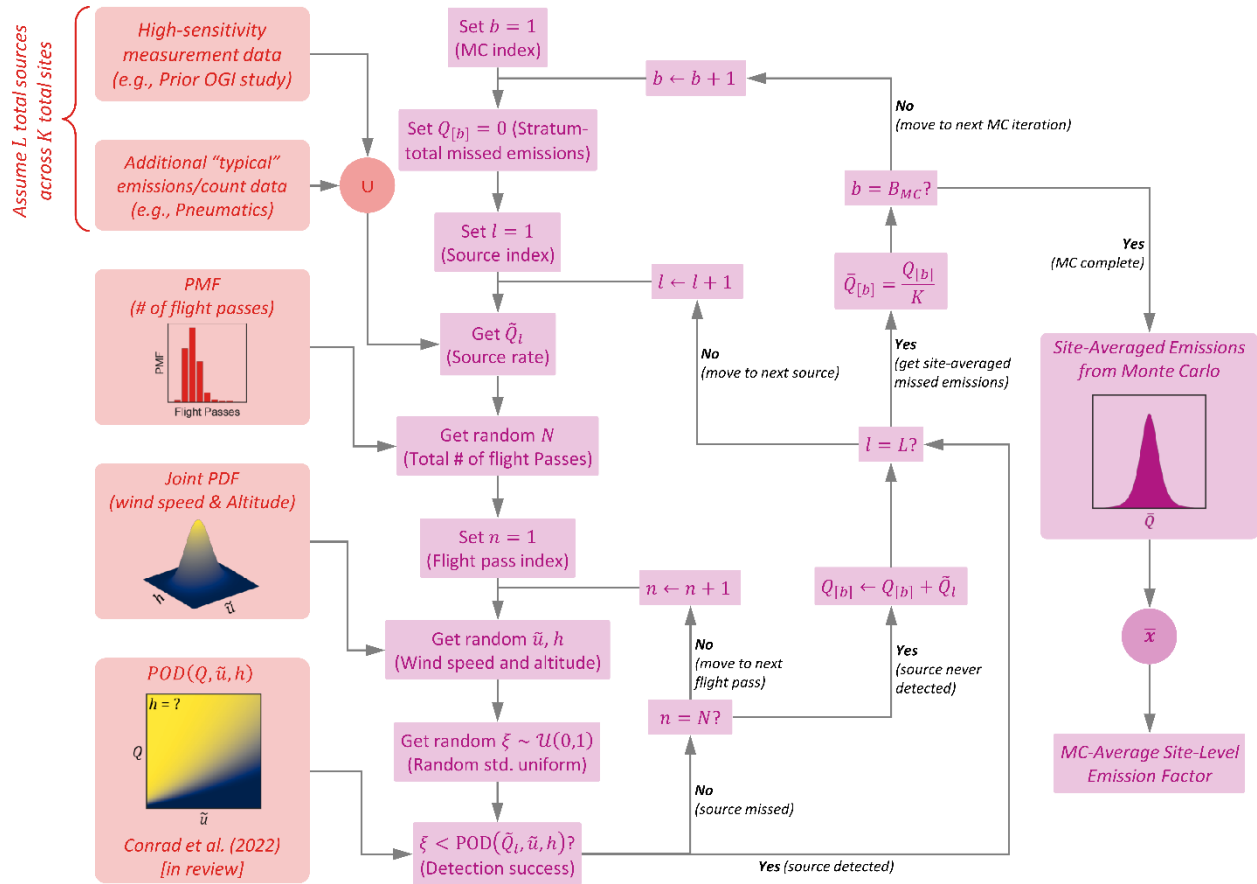 Assume L total sources
across K total sites
High-sensitivity
measurement data
(e.g., Prior OGI study)
Additional “typical”
emissions/count data
(e.g., Pneumatics)
∪
PMF
(# of flight passes)
PMF
Flight Passes
Joint PDF
(wind speed & Altitude)
h
ũ
POD(Q, ũ, h)
h = ?
Q
ũ
Conrad et al. (2022)
[in review]
Set b = 1
(MC index)
b ← b + 1
Set Q[b] = 0 (Stratum-
total missed emissions)
Set l = 1
(Source index)
l ← l + 1
Get Q̃l
(Source rate)
Get random N
(Total # of flight Passes)
Set n = 1
(Flight pass index)
n ← n + 1
Get random ũ, h
(Wind speed and altitude)
Get random ξ ~ 𝒰(0,1)
(Random std. uniform)
ξ < POD(Q̃l, ũ, h)?
(Detection success)
No
(source missed)
Yes (source detected)
n = N?
No
(move to next
flight pass)
Yes
(source never
detected)
Q[b] ← Q[b] + Q̃l
l = L?
No
(move to next source)
Yes
(get site-averaged
missed emissions)
Q̄[b] = Q[b]
K
b = BMC?
No
(move to next MC iteration)
Yes
(MC complete)
Site-Averaged Emissions
from Monte Carlo
Q̄
x̄
MC-Average Site-Level
Emission Factor